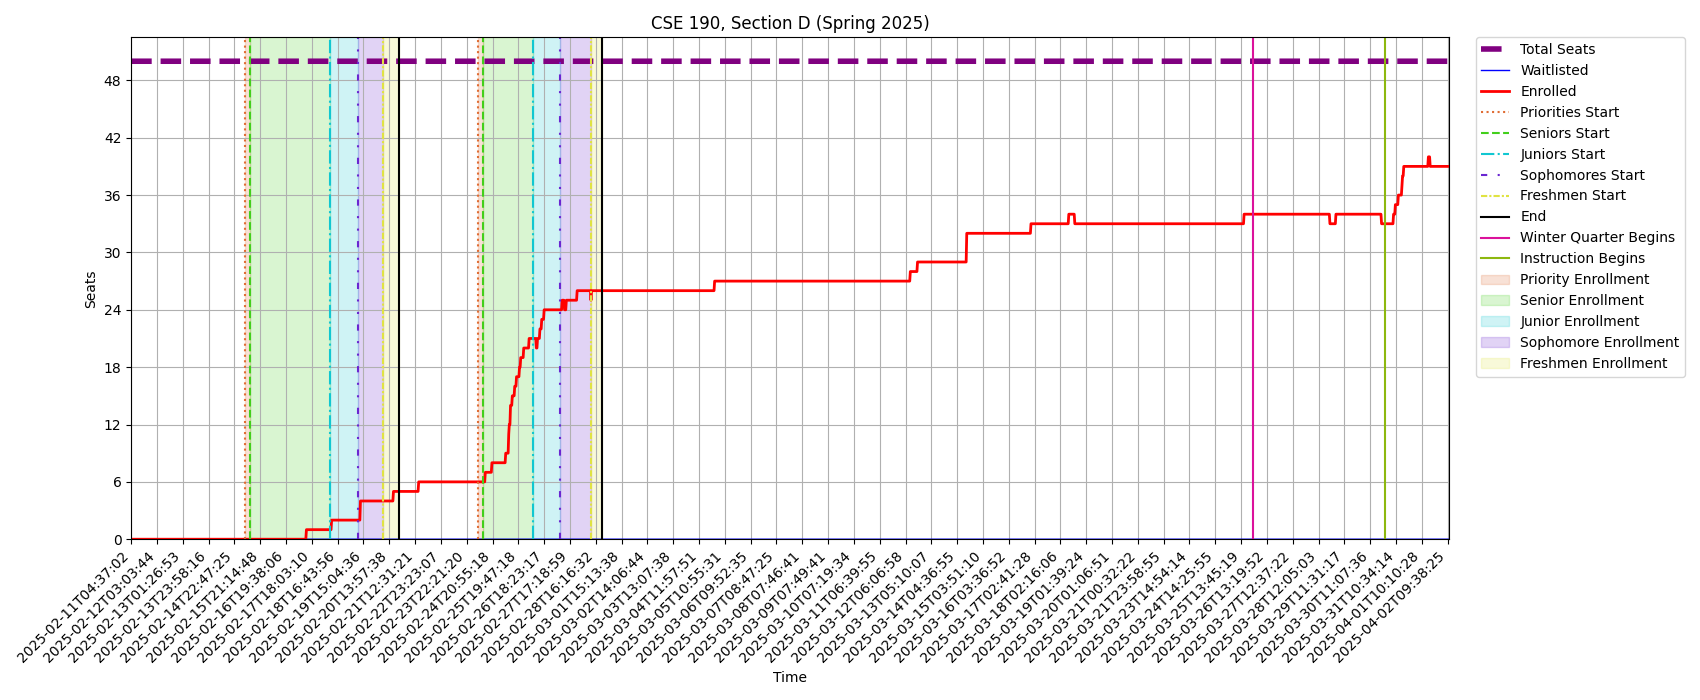 CSE 190, Section D (Spring 2025)
Seats
48
42
36
30
24
18
12
6
0
2025-02-11T04:37:02
2025-02-12T03:03:44
2025-02-13T01:26:53
2025-02-13T23:58:16
2025-02-14T22:47:25
2025-02-15T21:14:48
2025-02-16T19:38:06
2025-02-17T18:03:10
2025-02-18T16:43:56
2025-02-19T15:04:36
2025-02-20T13:57:38
2025-02-21T12:31:21
2025-02-22T23:23:07
2025-02-23T22:21:20
2025-02-24T20:55:18
2025-02-25T19:47:18
2025-02-26T18:23:17
2025-02-27T17:18:59
2025-02-28T16:16:32
2025-03-01T15:13:38
2025-03-02T14:06:44
2025-03-03T13:07:38
2025-03-04T11:57:51
2025-03-05T10:55:31
2025-03-06T09:52:35
2025-03-07T08:47:25
2025-03-08T07:46:41
2025-03-09T07:49:41
2025-03-10T07:19:34
2025-03-11T06:39:55
2025-03-12T06:06:58
2025-03-13T05:10:07
2025-03-14T04:36:55
2025-03-15T03:51:10
2025-03-16T03:36:52
2025-03-17T02:41:28
2025-03-18T02:16:06
2025-03-19T01:39:24
2025-03-20T01:06:51
2025-03-21T00:32:22
2025-03-21T23:58:55
2025-03-23T14:54:14
2025-03-24T14:25:55
2025-03-25T13:45:19
2025-03-26T13:19:52
2025-03-27T12:37:22
2025-03-28T12:05:03
2025-03-29T11:31:17
2025-03-30T11:07:36
2025-03-31T10:34:14
2025-04-01T10:10:28
2025-04-02T09:38:25
Time
Total Seats
Waitlisted
Enrolled
Priorities Start
Seniors Start
Juniors Start
Sophomores Start
Freshmen Start
End
Winter Quarter Begins
Instruction Begins
Priority Enrollment
Senior Enrollment
Junior Enrollment
Sophomore Enrollment
Freshmen Enrollment